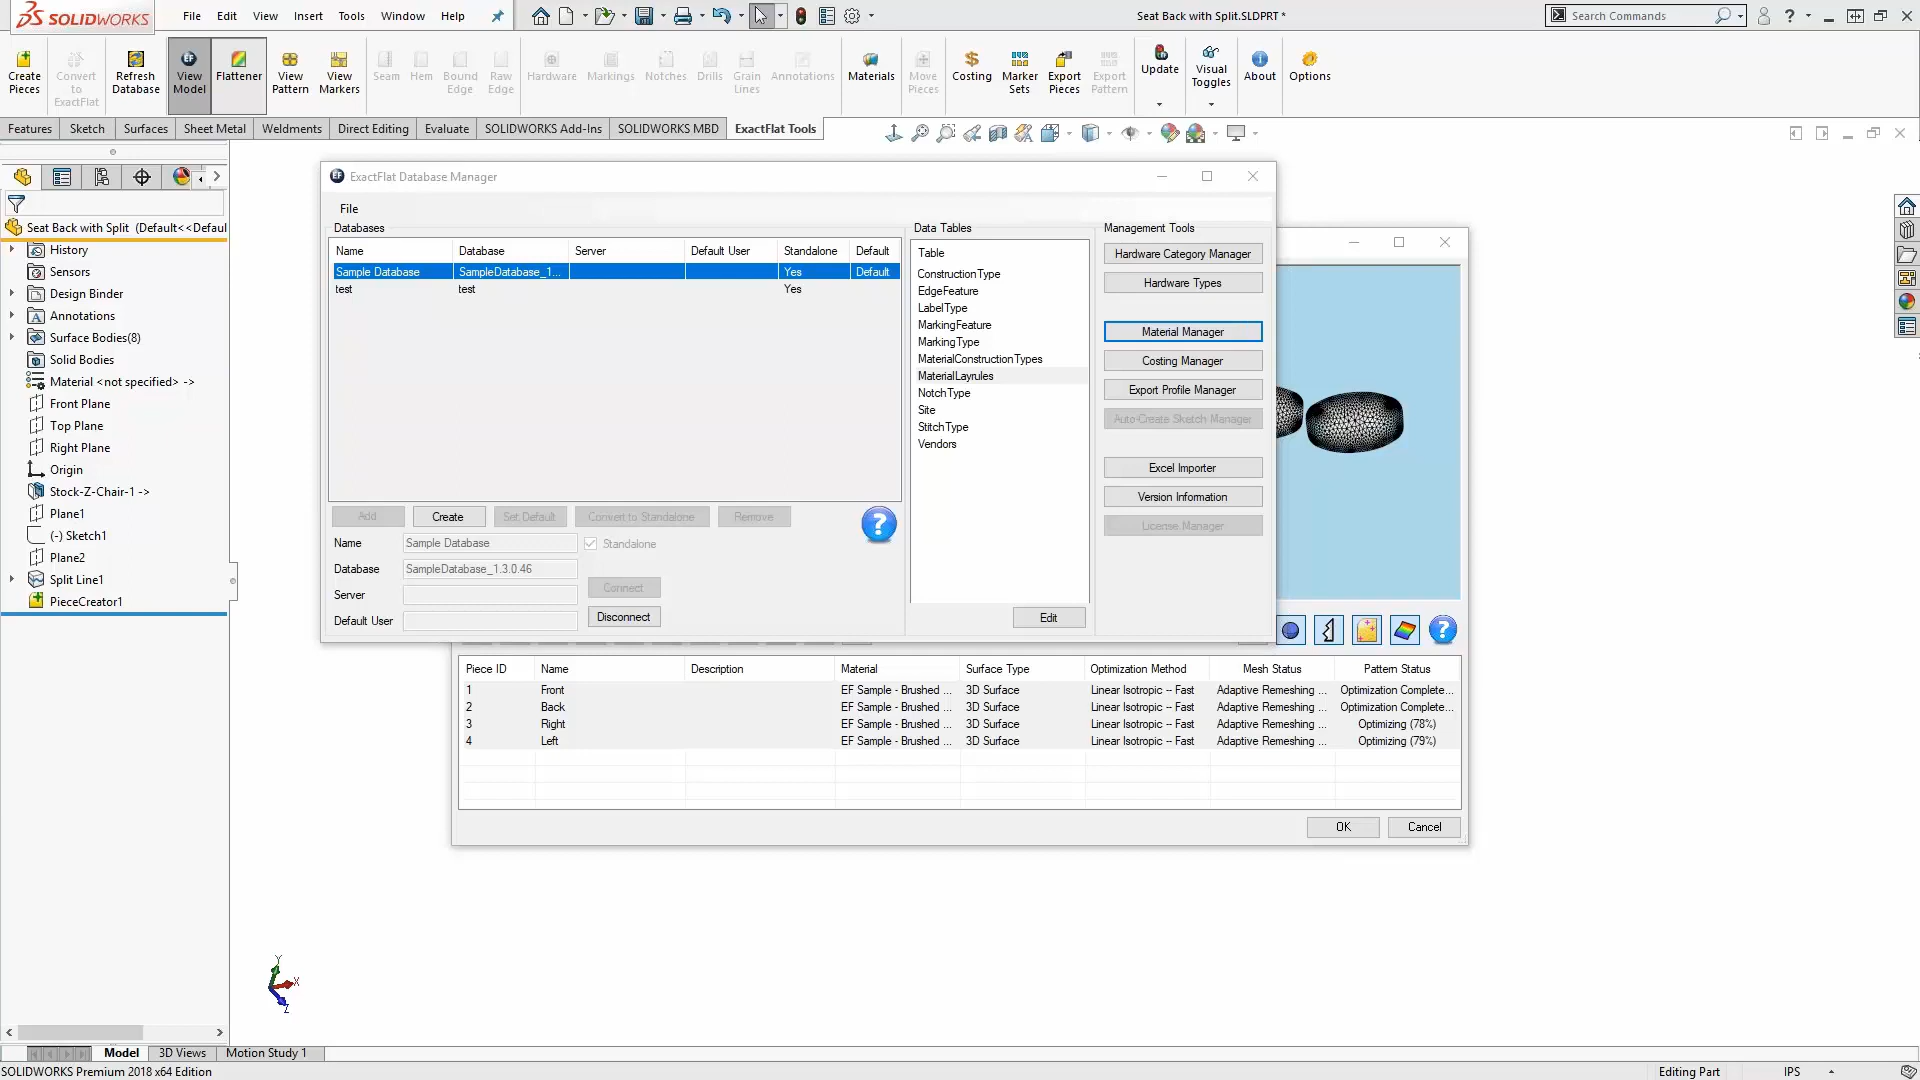 SOLIDWORKS
File Edit View Insert Tools Window Help
Seat Back with Split.SLDPRT *
Search Commands
Create Pieces
Convert to ExactFlat
Refresh Database
View Model
Flattener
View Pattern
View Markers
Seam
Hem
Bound Edge
Raw Edge
Hardware
Markings
Notches
Drills
Grain Lines
Annotations
Materials
Move Pieces
Costing
Marker Sets
Export Pieces
Export Pattern
Update
Visual Toggles
About
Options
Features Sketch Surfaces Sheet Metal Weldments Direct Editing Evaluate SOLIDWORKS Add-Ins SOLIDWORKS MBD ExactFlat Tools
Seat Back with Split (Default<<Defaul
History
Sensors
Design Binder
Annotations
Surface Bodies(8)
Solid Bodies
Material <not specified> ->
Front Plane
Top Plane
Right Plane
Origin
Stock-Z-Chair-1 ->
Plane1
(-) Sketch1
Plane2
Split Line1
PieceCreator1
EF ExactFlat Database Manager
File
Databases
Name Database Server Default User Standalone Default
Sample Database SampleDatabase_1... Yes Default
test test Yes
Add Create Set Default Convert to Standalone Remove
Name Sample Database Standalone
Database SampleDatabase_1.3.0.46
Server Connect
Default User Disconnect
Data Tables
Table
ConstructionType
EdgeFeature
LabelType
MarkingFeature
MarkingType
MaterialConstructionTypes
MaterialLayrules
NotchType
Site
StitchType
Vendors
Edit
Management Tools
Hardware Category Manager
Hardware Types
Material Manager
Costing Manager
Export Profile Manager
Auto-Create Sketch Manager
Excel Importer
Version Information
License Manager
Piece ID Name Description Material Surface Type Optimization Method Mesh Status Pattern Status
1 Front EF Sample - Brushed ... 3D Surface Linear Isotropic -- Fast Adaptive Remeshing ... Optimization Complete...
2 Back EF Sample - Brushed ... 3D Surface Linear Isotropic -- Fast Adaptive Remeshing ... Optimization Complete...
3 Right EF Sample - Brushed ... 3D Surface Linear Isotropic -- Fast Adaptive Remeshing ... Optimizing (78%)
4 Left EF Sample - Brushed ... 3D Surface Linear Isotropic -- Fast Adaptive Remeshing ... Optimizing (79%)
OK Cancel
Y
X
Z
Model 3D Views Motion Study 1
SOLIDWORKS Premium 2018 x64 Edition
Editing Part IPS